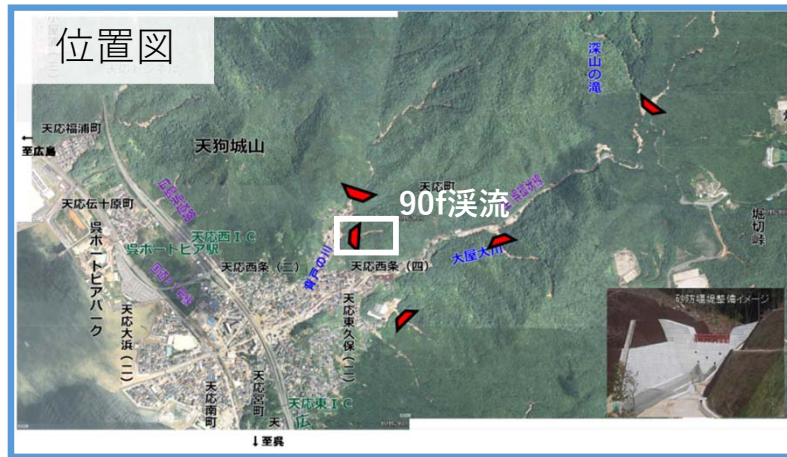 位置図
深山の滝
天応福浦町
←
至広島
天狗城山
天応町
90f渓流
天応伝十原町
天応西IC
呉ポートピア駅
呉ポートピアパーク
天応西条(二)
背戸の川
天応西条(四)
大屋大川
堀切峠
天応大浜(二)
天応東久保(二)
砂防堰堤整備イメージ
天応南町
天応宮町
天応東IC
↓至呉